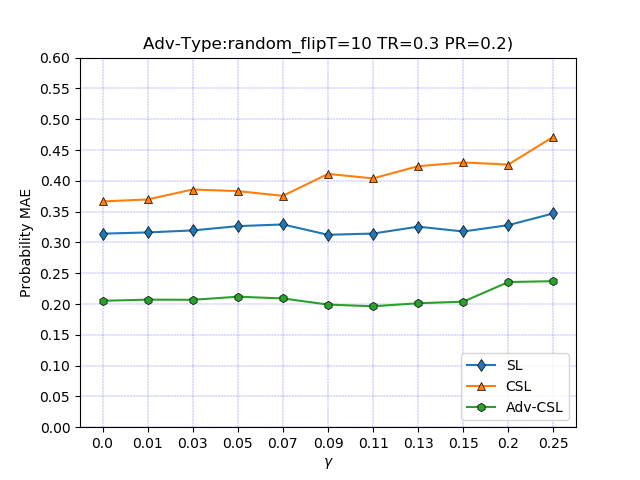 Adv-Type:random_flipT=10 TR=0.3 PR=0.2)
Probability MAE
0.60
0.55
0.50
0.45
0.40
0.35
0.30
0.25
0.20
0.15
0.10
0.05
0.00
SL
CSL
Adv-CSL
0.0 0.01 0.03 0.05 0.07 0.09 0.11 0.13 0.15 0.2 0.25
γ